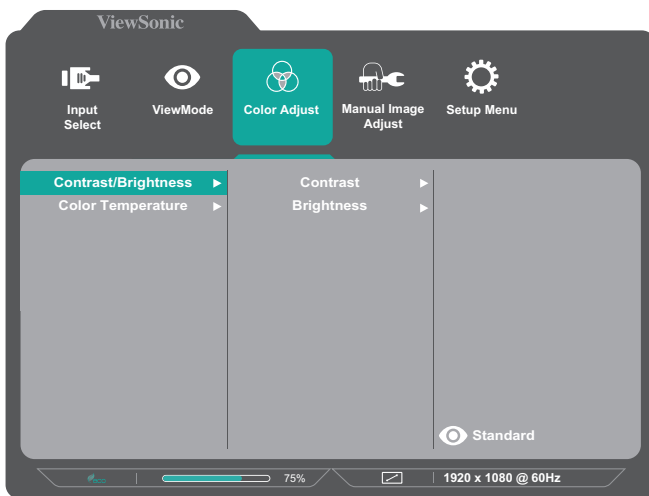 ViewSonic
Input
Select
ViewMode
Color Adjust
Manual Image
Adjust
Setup Menu
Contrast/Brightness
Contrast
Color Temperature
Brightness
Standard
eco
75%
1920 x 1080 @ 60Hz